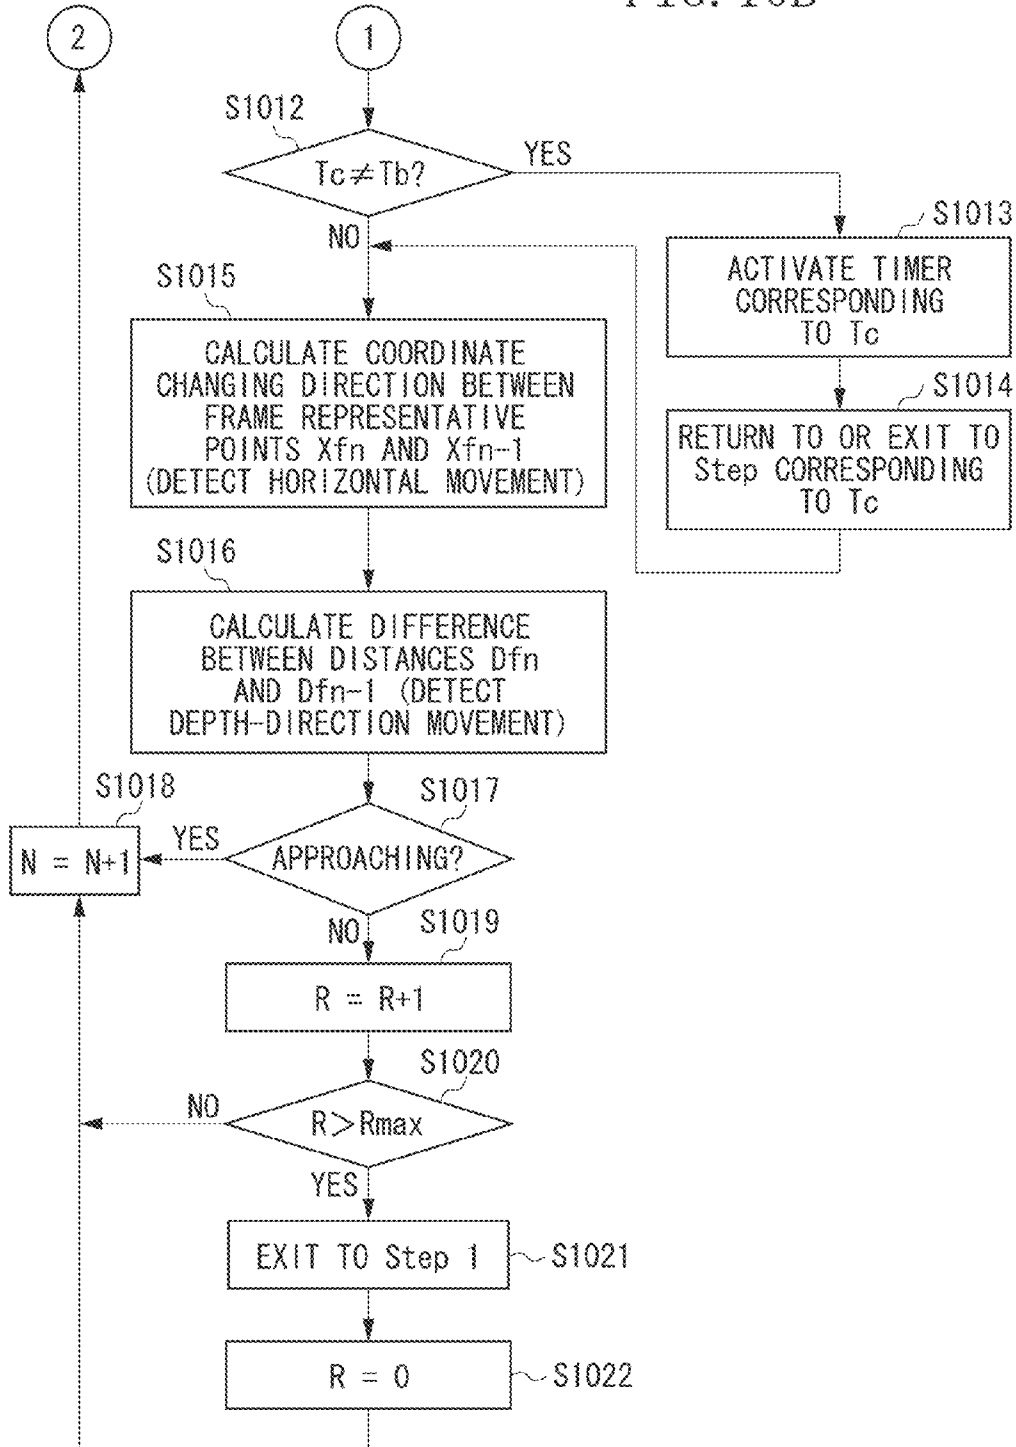 2
1
S1012
Tc≠Tb?
YES
NO
S1013
ACTIVATE TIMER
CORRESPONDING
TO Tc
S1014
RETURN TO OR EXIT TO
Step CORRESPONDING
TO Tc
S1015
CALCULATE COORDINATE
CHANGING DIRECTION BETWEEN
FRAME REPRESENTATIVE
POINTS Xfn AND Xfn-1
(DETECT HORIZONTAL MOVEMENT)
S1016
CALCULATE DIFFERENCE
BETWEEN DISTANCES Dfn
AND Dfn-1 (DETECT
DEPTH-DIRECTION MOVEMENT)
S1017
APPROACHING?
YES
S1018
N = N+1
NO
S1019
R = R+1
S1020
R>Rmax
NO
YES
EXIT TO Step 1
S1021
R = 0
S1022